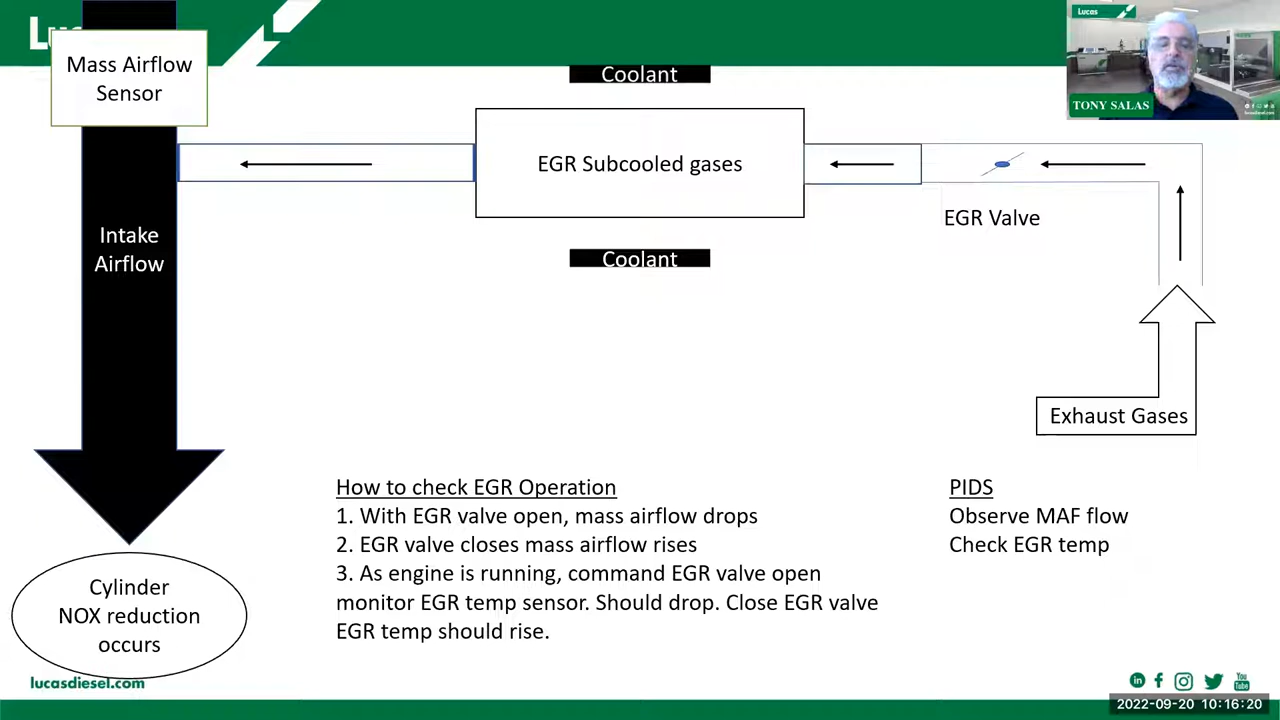 Lucas
TONY SALAS
Mass Airflow
Sensor
Coolant
EGR Subcooled gases
EGR Valve
Coolant
Intake
Airflow
Exhaust Gases
How to check EGR Operation
1. With EGR valve open, mass airflow drops
2. EGR valve closes mass airflow rises
3. As engine is running, command EGR valve open
monitor EGR temp sensor. Should drop. Close EGR valve
EGR temp should rise.
PIDS
Observe MAF flow
Check EGR temp
Cylinder
NOX reduction
occurs
lucasdiesel.com
in f You Tube
2022-09-20 10:16:20